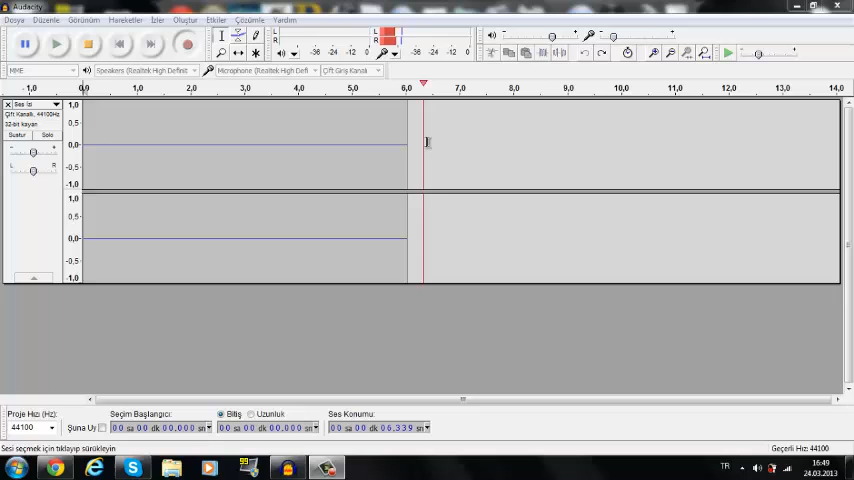 Audacity
Dosya Düzenle Görünüm Hareketler İzler Oluştur Etkiler Çözümle Yardım
L -36 -24 -12 0 L -36 -24 -12 0
R R
MME Speakers (Realtek High Definit Microphone (Realtek High Defi Çift Giriş Kanalı
-1,0 0,0 1,0 2,0 3,0 4,0 5,0 6,0 7,0 8,0 9,0 10,0 11,0 12,0 13,0 14,0
Ses İzi
Çift Kanallı, 44100Hz
32-bit kayan
Sustur Solo
- +
L R
1,0
0,5
0,0
-0,5
-1,0
1,0
0,5
0,0
-0,5
-1,0
Proje Hızı (Hz): Seçim Başlangıcı: Bitiş Uzunluk Ses Konumu:
44100 Şuna Uy 00 sa 00 dk 00.000 sn 00 sa 00 dk 00.000 sn 00 sa 00 dk 06.339 sn
Sesi seçmek için tıklayıp sürükleyin Geçerli Hız: 44100
99
TR 16:49
24.03.2013